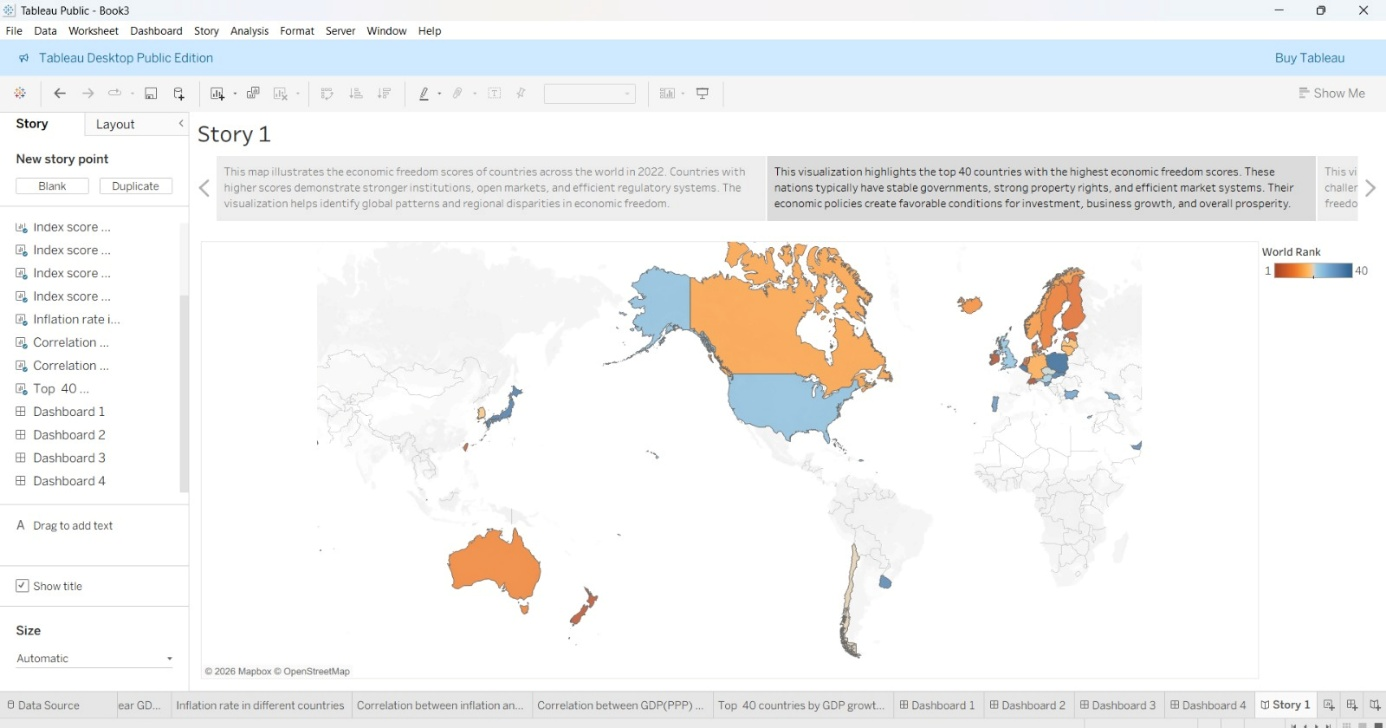 Tableau Public - Book3
File Data Worksheet Dashboard Story Analysis Format Server Window Help
Tableau Desktop Public Edition
Buy Tableau
Show Me
Story
Layout
New story point
Blank
Duplicate
Index score ...
Index score ...
Index score ...
Index score ...
Inflation rate i...
Correlation ...
Correlation ...
Top 40 ...
Dashboard 1
Dashboard 2
Dashboard 3
Dashboard 4
A Drag to add text
Show title
Size
Automatic
Story 1
This map illustrates the economic freedom scores of countries across the world in 2022. Countries with
higher scores demonstrate stronger institutions, open markets, and efficient regulatory systems. The
visualization helps identify global patterns and regional disparities in economic freedom.
This visualization highlights the top 40 countries with the highest economic freedom scores. These
nations typically have stable governments, strong property rights, and efficient market systems. Their
economic policies create favorable conditions for investment, business growth, and overall prosperity.
This vi
challer
freedo
World Rank
1
40
© 2026 Mapbox © OpenStreetMap
Data Source
ear GD...
Inflation rate in different countries
Correlation between inflation an...
Correlation between GDP(PPP) ...
Top 40 countries by GDP growt...
Dashboard 1
Dashboard 2
Dashboard 3
Dashboard 4
Story 1